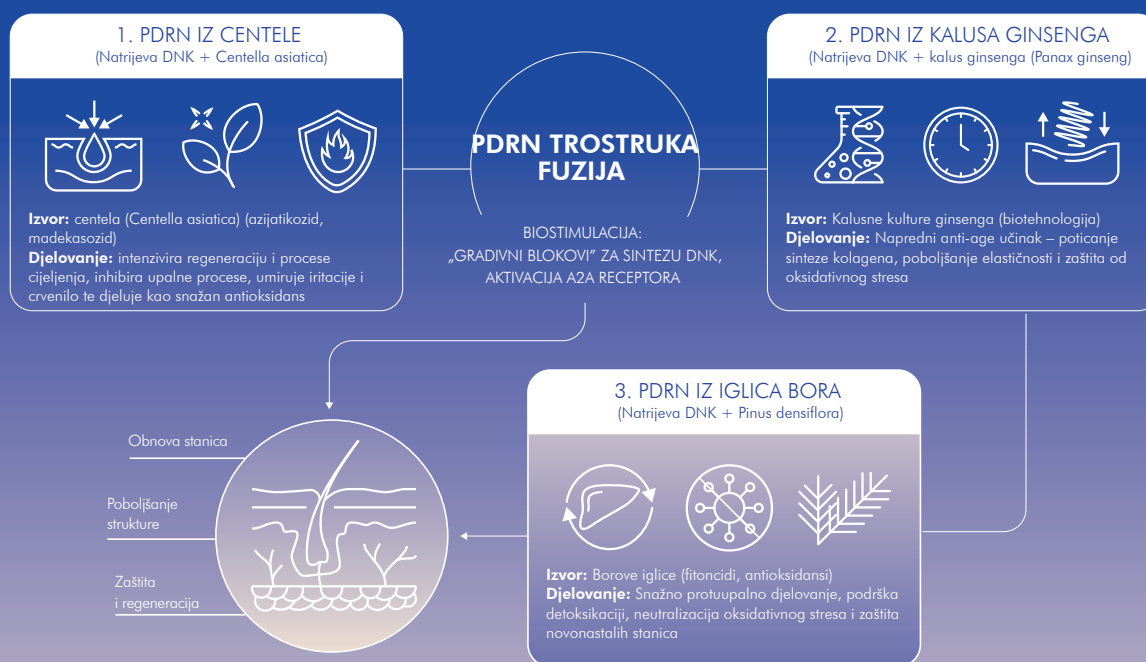 1. PDRN IZ CENTELE
(Natrijeva DNK + Centella asiatica)
Izvor: centela (Centella asiatica) (azijatikozid,
madekasozid)
Djelovanje: intenzivira regeneraciju i procese
cijeljenja, inhibira upalne procese, umiruje iritacije i
crvenilo te djeluje kao snažan antioksidans
PDRN TROSTRUKA
FUZIJA
BIOSTIMULACIJA:
„GRADIVNI BLOKOVI” ZA SINTEZU DNK,
AKTIVACIJA A2A RECEPTORA
2. PDRN IZ KALUSA GINSENGA
(Natrijeva DNK + kalus ginsenga (Panax ginseng)
Izvor: Kalusne kulture ginsenga (biotehnologija)
Djelovanje: Napredni anti-age učinak – poticanje
sinteze kolagena, poboljšanje elastičnosti i zaštita od
oksidativnog stresa
3. PDRN IZ IGLICA BORA
(Natrijeva DNK + Pinus densiflora)
Izvor: Borove iglice (fitoncidi, antioksidansi)
Djelovanje: Snažno protuupalno djelovanje, podrška
detoksikaciji, neutralizacija oksidativnog stresa i zaštita
novonastalih stanica
Obnova stanica
Poboljšanje
strukture
Zaštita
i regeneracija